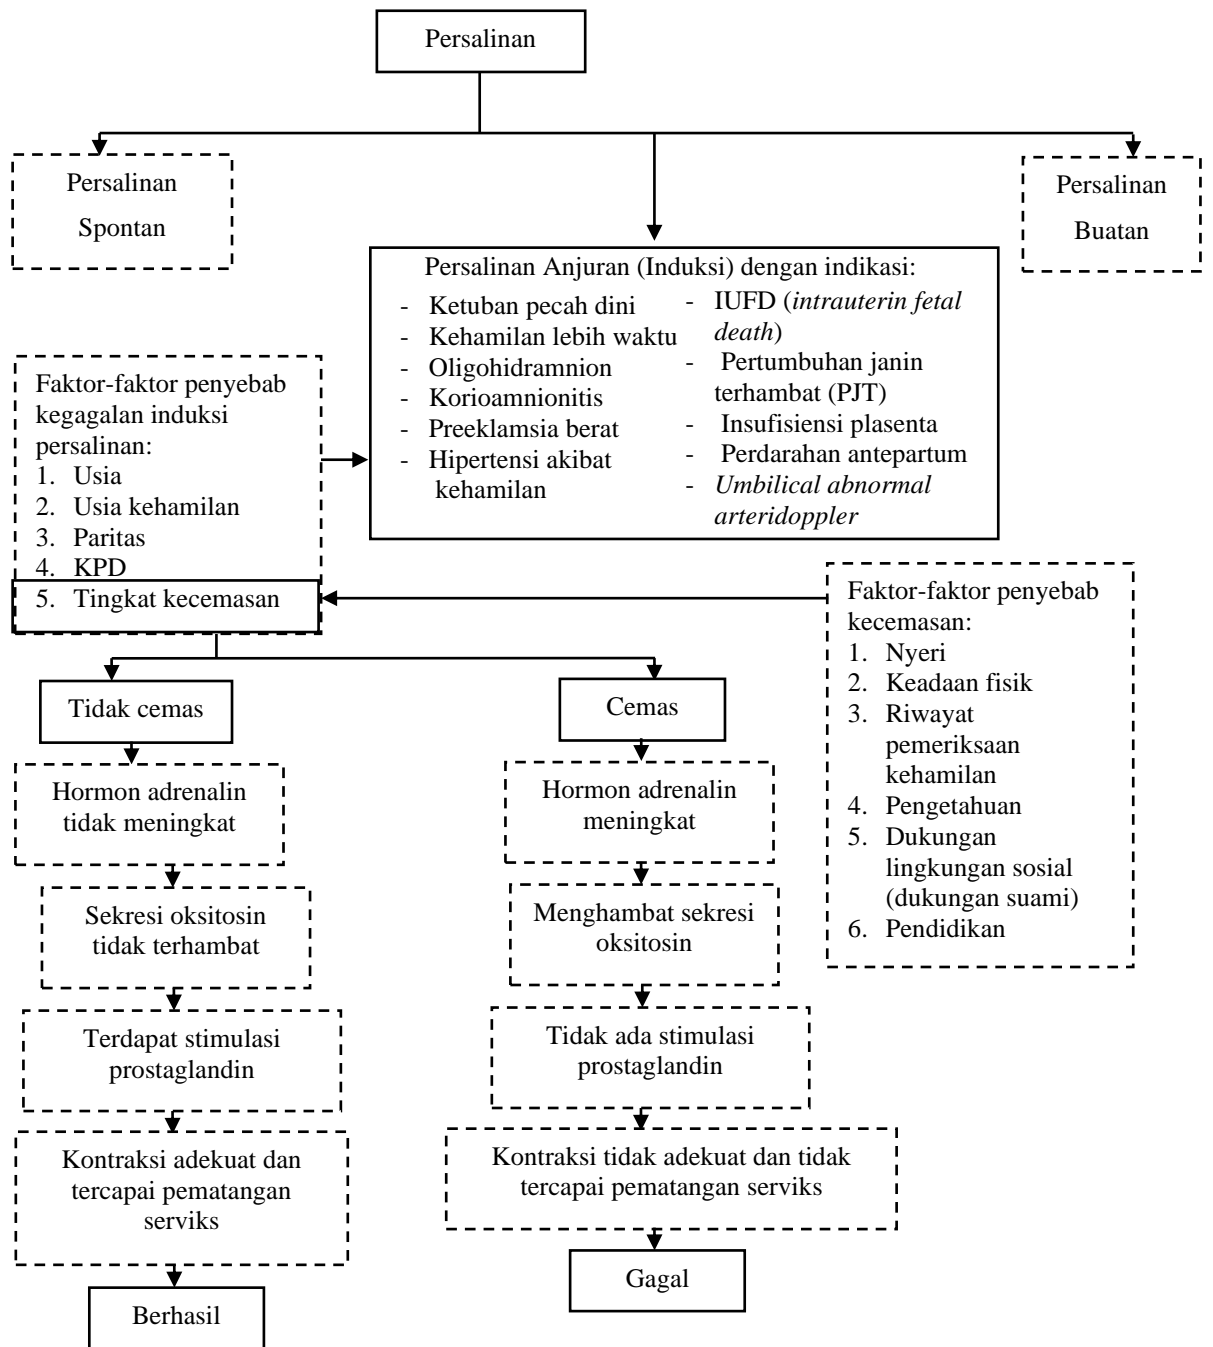 Persalinan
Persalinan
Spontan
Persalinan
Buatan
Persalinan Anjuran (Induksi) dengan indikasi:
- Ketuban pecah dini
- Kehamilan lebih waktu
- Oligohidramnion
- Korioamnionitis
- Preeklamsia berat
- Hipertensi akibat
kehamilan
- IUFD (intrauterin fetal
death)
- Pertumbuhan janin
terhambat (PJT)
- Insufisiensi plasenta
- Perdarahan antepartum
- Umbilical abnormal
arteridoppler
Faktor-faktor penyebab
kegagalan induksi
persalinan:
1. Usia
2. Usia kehamilan
3. Paritas
4. KPD
5. Tingkat kecemasan
Faktor-faktor penyebab
kecemasan:
1. Nyeri
2. Keadaan fisik
3. Riwayat
pemeriksaan
kehamilan
4. Pengetahuan
5. Dukungan
lingkungan sosial
(dukungan suami)
6. Pendidikan
Tidak cemas
Hormon adrenalin
tidak meningkat
Sekresi oksitosin
tidak terhambat
Terdapat stimulasi
prostaglandin
Kontraksi adekuat dan
tercapai pematangan
serviks
Berhasil
Cemas
Hormon adrenalin
meningkat
Menghambat sekresi
oksitosin
Tidak ada stimulasi
prostaglandin
Kontraksi tidak adekuat dan tidak
tercapai pematangan serviks
Gagal